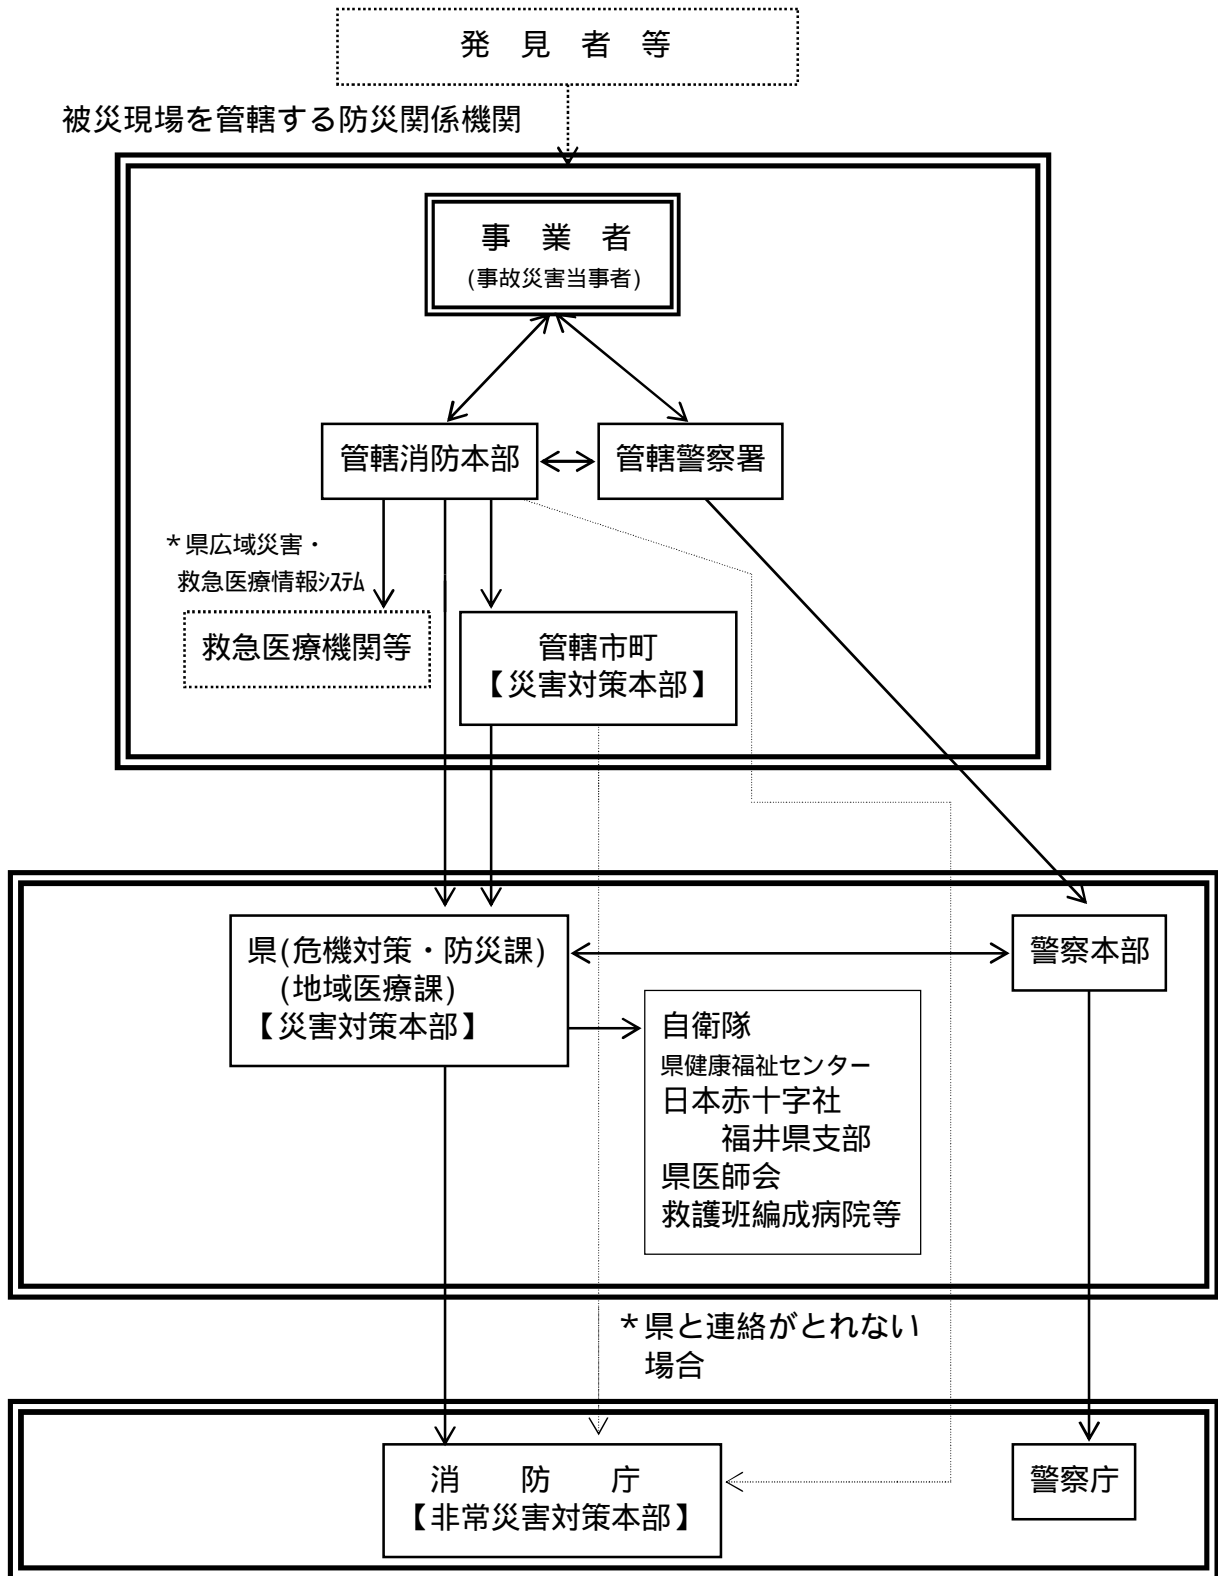 発見者等
被災現場を管轄する防災関係機関
事業者
(事故災害当事者)
管轄消防本部
管轄警察署
*県広域災害・
救急医療情報ｼｽﾃﾑ
救急医療機関等
管轄市町
【災害対策本部】
県(危機対策・防災課)
(地域医療課)
【災害対策本部】
警察本部
自衛隊
県健康福祉センター
日本赤十字社
福井県支部
県医師会
救護班編成病院等
*県と連絡がとれない
場合
消防庁
【非常災害対策本部】
警察庁